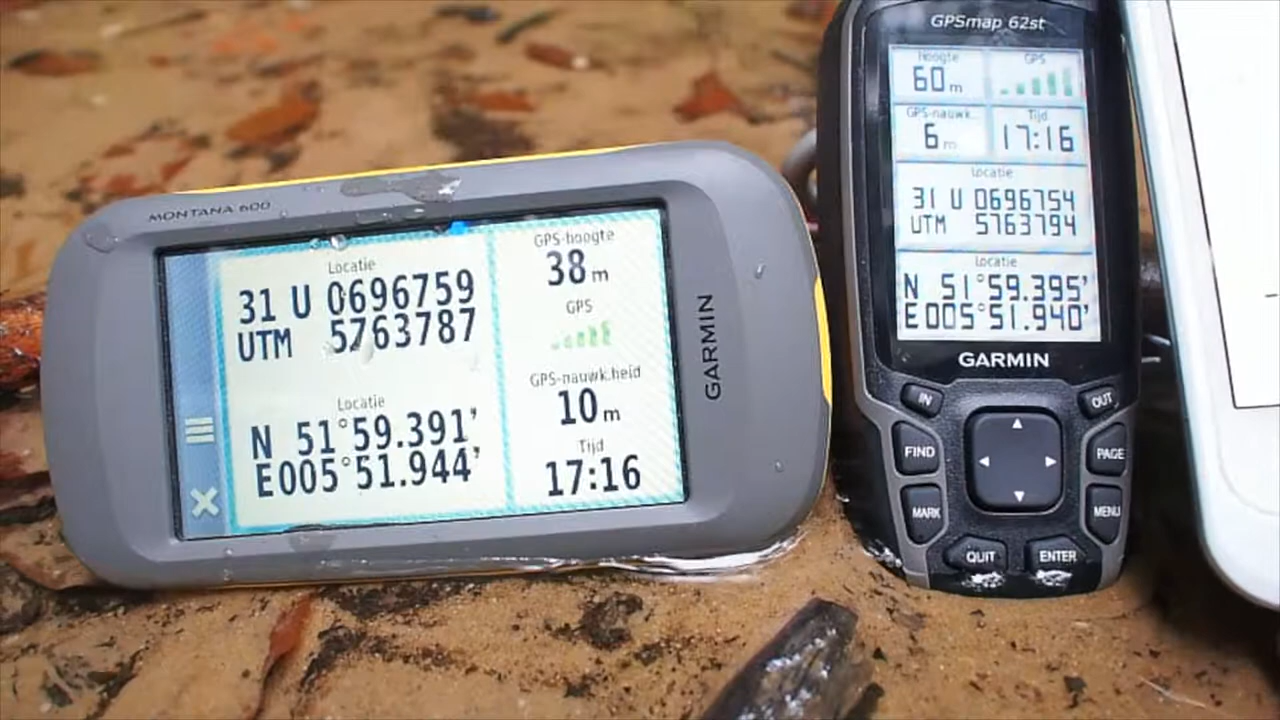 MONTANA 600
Locatie
31 U 0696759
UTM 5763787
Locatie
N 51°59.391'
E005°51.944'
GPS-hoogte
38 m
GPS
GPS-nauwk.heid
10 m
Tijd
17:16
GARMIN
GPSmap 62st
Hoogte
60 m
GPS
GPS-nauwk.
6 m
Tijd
17:16
Locatie
31 U 0696754
UTM 5763794
Locatie
N 51°59.395'
E005°51.940'
GARMIN
IN
OUT
FIND
PAGE
MARK
MENU
QUIT
ENTER